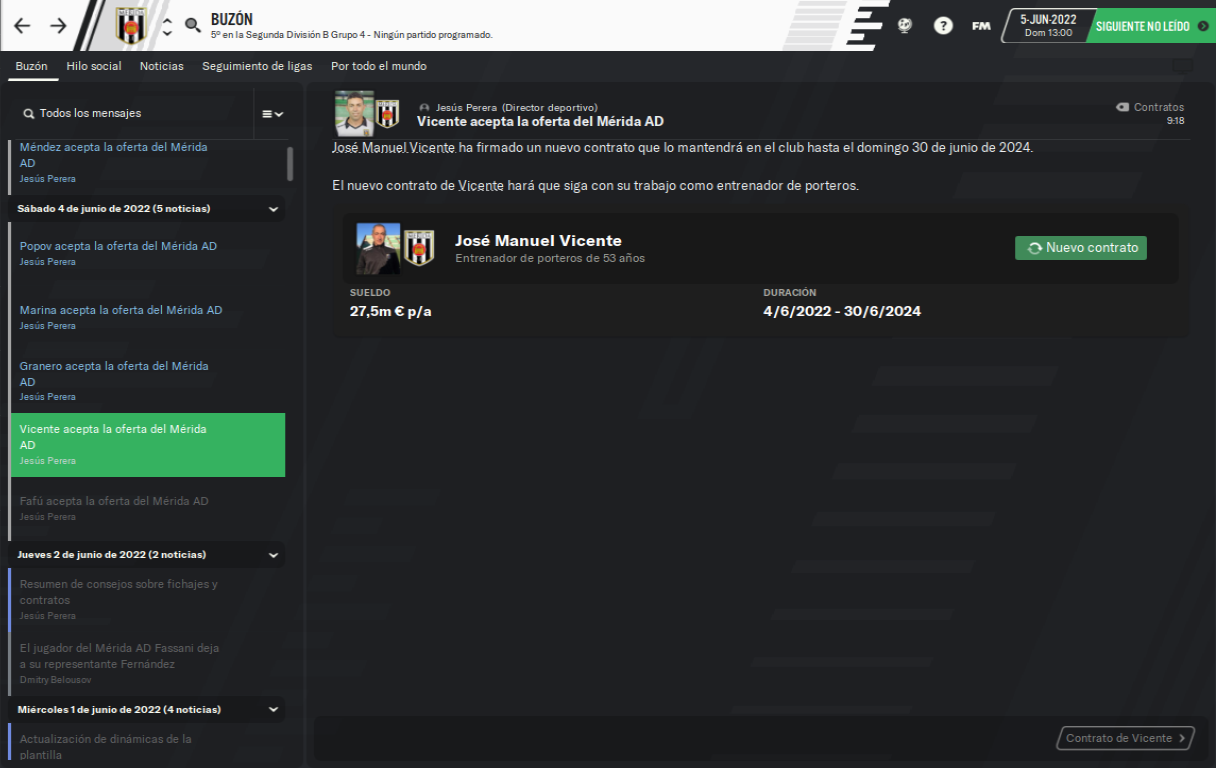 BUZÓN
5º en la Segunda División B Grupo 4 - Ningún partido programado.
?
FM
5-JUN-2022
Dom 13:00
SIGUIENTE NO LEÍDO
Buzón
Hilo social
Noticias
Seguimiento de ligas
Por todo el mundo
Todos los mensajes
Méndez acepta la oferta del Mérida
AD
Jesús Perera
Sábado 4 de junio de 2022 (5 noticias)
Popov acepta la oferta del Mérida AD
Jesús Perera
Marina acepta la oferta del Mérida AD
Jesús Perera
Granero acepta la oferta del Mérida
AD
Jesús Perera
Vicente acepta la oferta del Mérida
AD
Jesús Perera
Fafú acepta la oferta del Mérida AD
Jesús Perera
Jueves 2 de junio de 2022 (2 noticias)
Resumen de consejos sobre fichajes y
contratos
Jesús Perera
El jugador del Mérida AD Fassani deja
a su representante Fernández
Dmitry Belousov
Miércoles 1 de junio de 2022 (4 noticias)
Actualización de dinámicas de la
plantilla
Jesús Perera (Director deportivo)
Vicente acepta la oferta del Mérida AD
Contratos
9:18
José Manuel Vicente ha firmado un nuevo contrato que lo mantendrá en el club hasta el domingo 30 de junio de 2024.
El nuevo contrato de Vicente hará que siga con su trabajo como entrenador de porteros.
José Manuel Vicente
Entrenador de porteros de 53 años
Nuevo contrato
SUELDO
27,5m € p/a
DURACIÓN
4/6/2022 - 30/6/2024
Contrato de Vicente